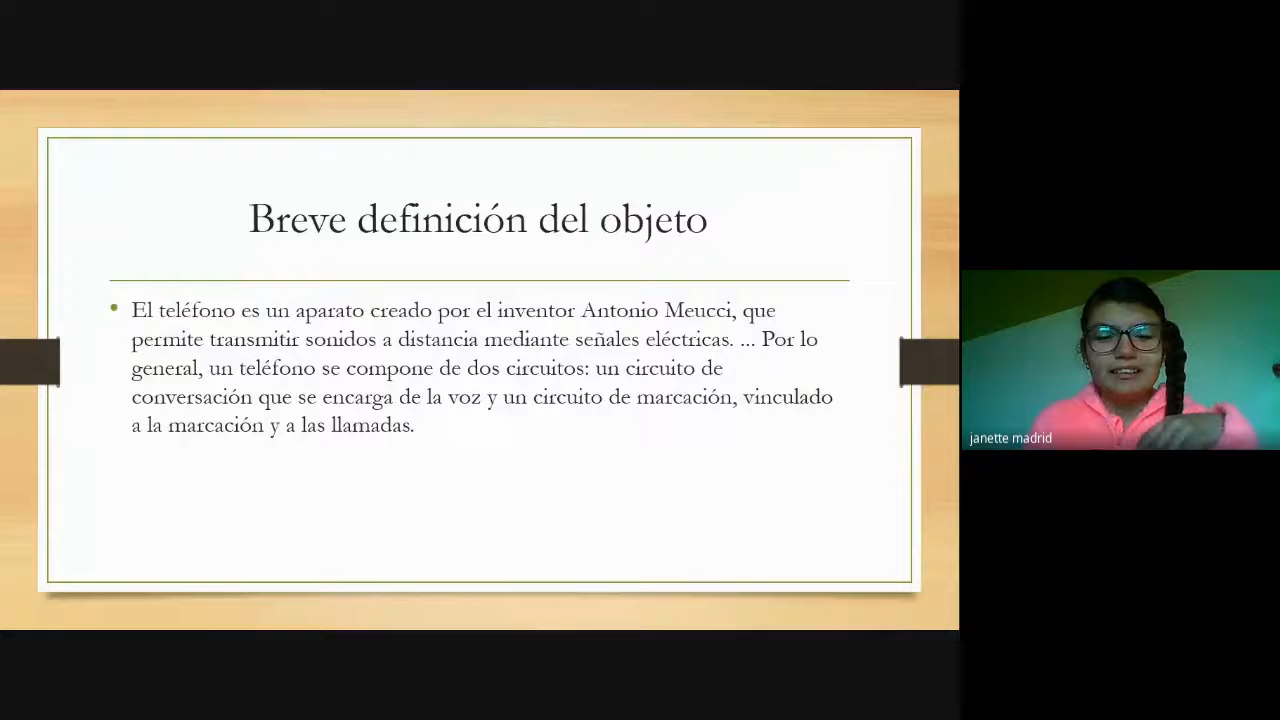 Breve definición del objeto
• El teléfono es un aparato creado por el inventor Antonio Meucci, que
permite transmitir sonidos a distancia mediante señales eléctricas. ... Por lo
general, un teléfono se compone de dos circuitos: un circuito de
conversación que se encarga de la voz y un circuito de marcación, vinculado
a la marcación y a las llamadas.
janette madrid